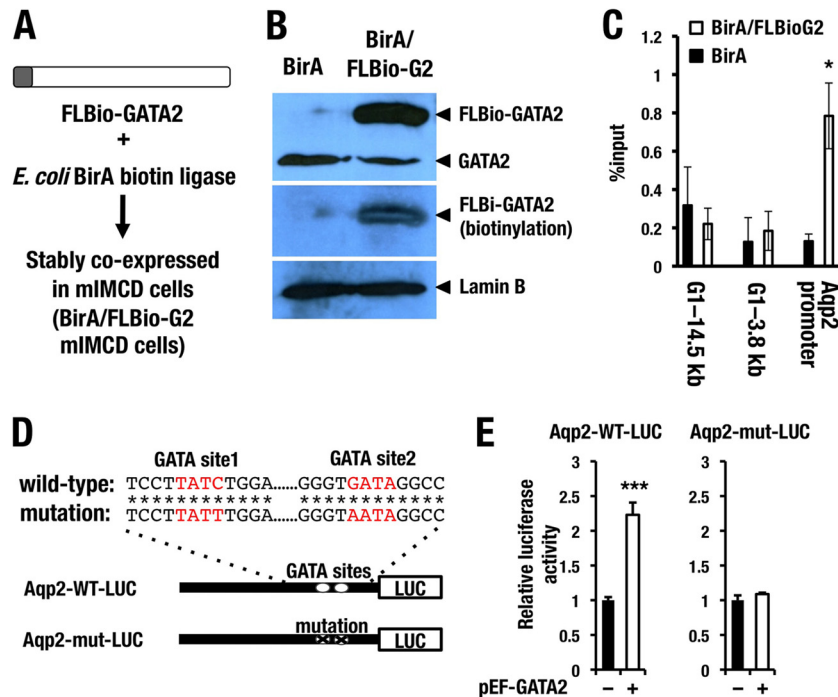 A
FLBio-GATA2
+
E. coli BirA biotin ligase
Stably co-expressed
in mIMCD cells
(BirA/FLBio-G2
mIMCD cells)
B
BirA
BirA/
FLBio-G2
FLBio-GATA2
GATA2
FLBi-GATA2
(biotinylation)
Lamin B
C
BirA/FLBioG2
BirA
*
%input
1.2
1
0.8
0.6
0.4
0.2
0
G1–14.5 kb
G1–3.8 kb
Aqp2
promoter
D
GATA site1
GATA site2
wild-type: TCCTTATCTGGA......GGGTGATAGGCC
************ ************
mutation: TCCTTATTTGGA......GGGTAATAGGCC
GATA sites
Aqp2-WT-LUC
LUC
mutation
Aqp2-mut-LUC
LUC
E
Aqp2-WT-LUC
Aqp2-mut-LUC
Relative luciferase
activity
3
2.5
2
1.5
1
0.5
0
***
3
2.5
2
1.5
1
0.5
0
pEF-GATA2 – + – +